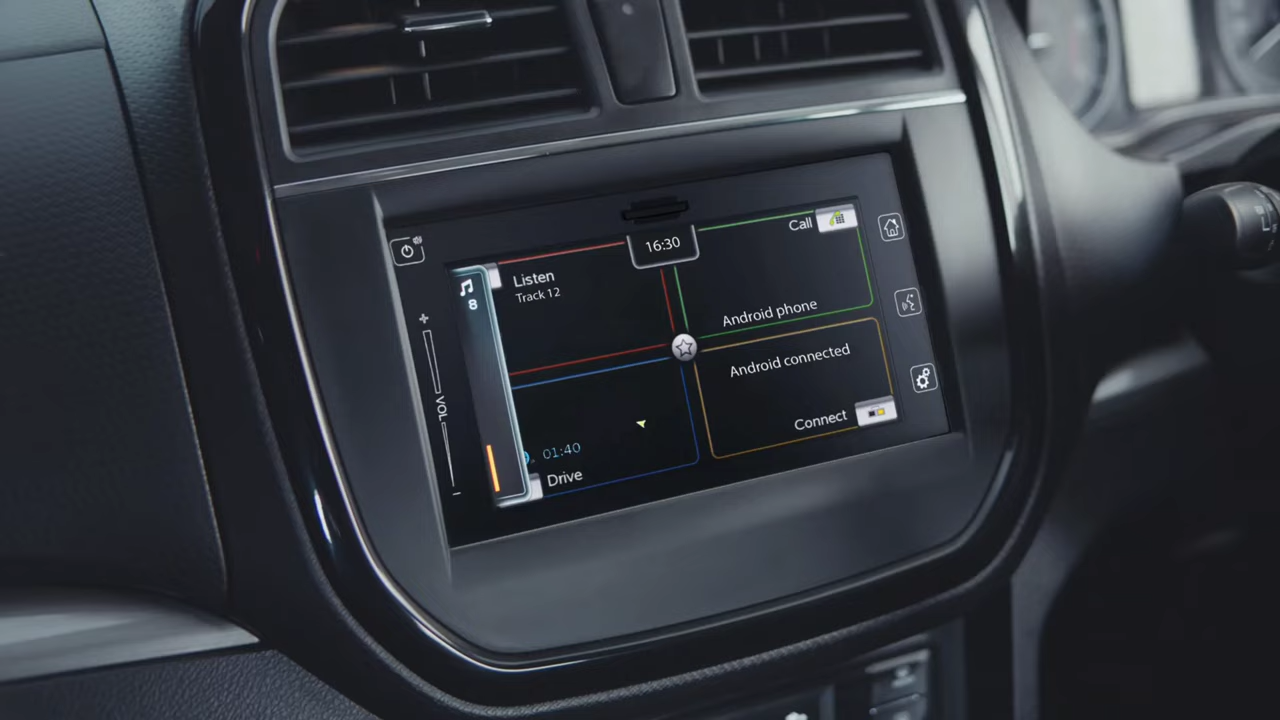 16:30
Call
Listen
Track 12
8
Android phone
Android connected
+
VOL
-
01:40
Connect
Drive